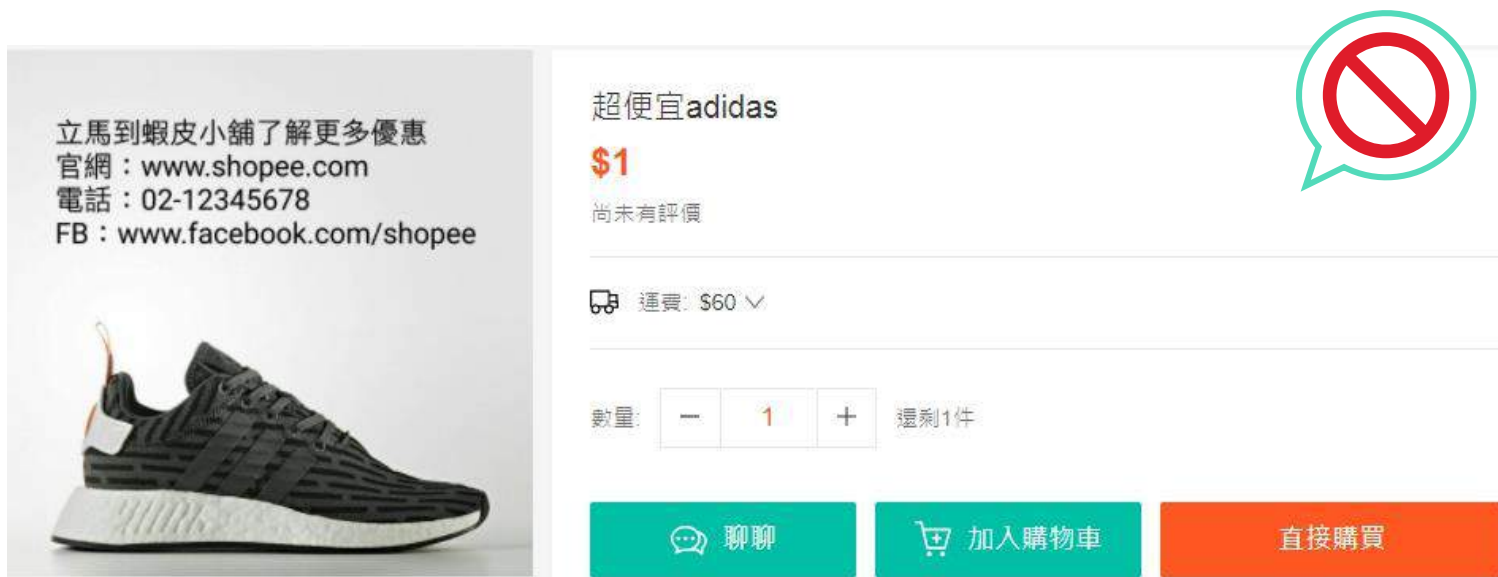 立馬到蝦皮小舖了解更多優惠
官網：www.shopee.com
電話：02-12345678
FB：www.facebook.com/shopee
超便宜adidas
$1
尚未有評價
運費: $60
數量: − 1 + 還剩1件
聊聊
加入購物車
直接購買